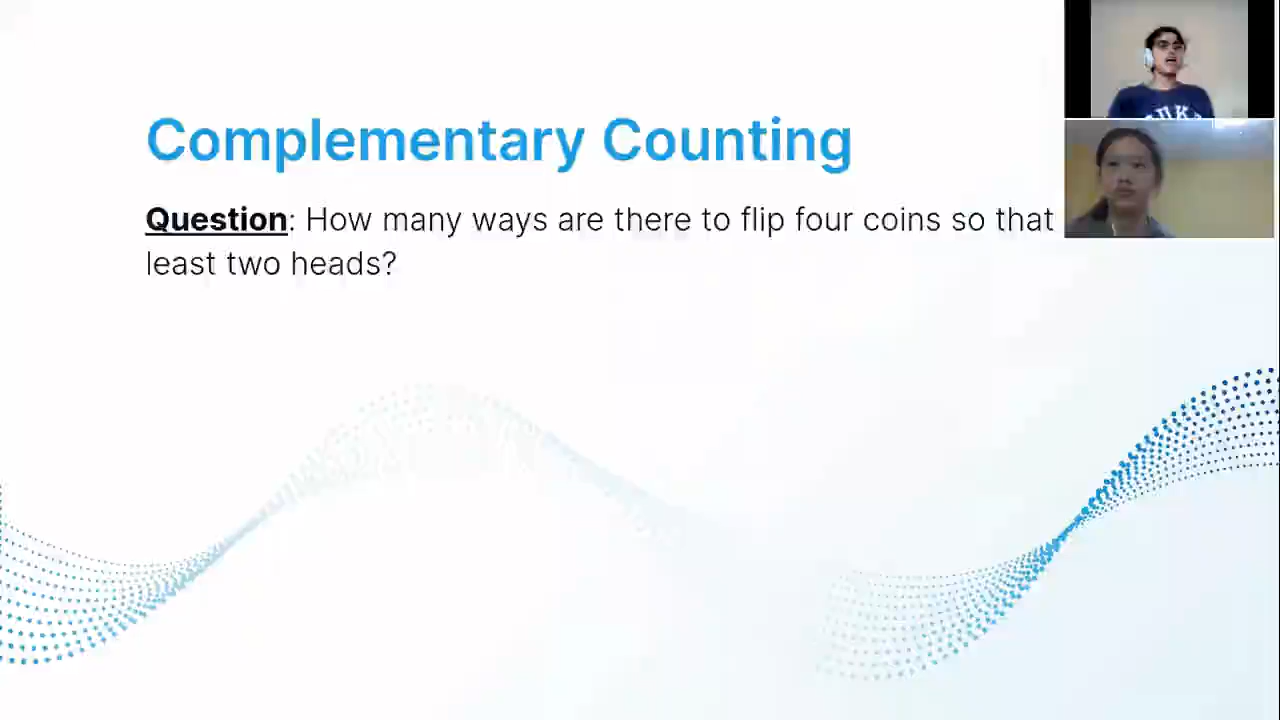 Complementary Counting
Question: How many ways are there to flip four coins so that
least two heads?